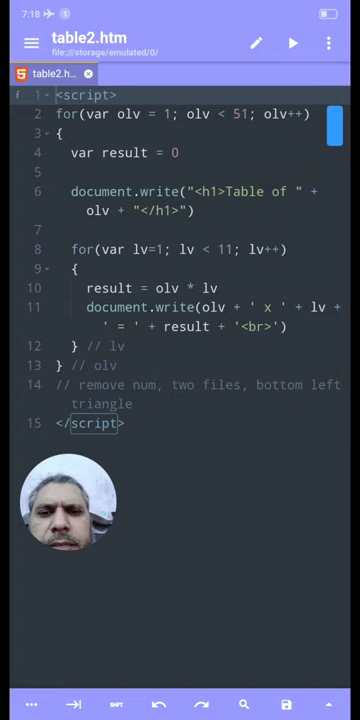 7:18
1
table2.htm
file:///storage/emulated/0/
table2.h...
1 <script>
2 for(var olv = 1; olv < 51; olv++)
3 {
4 var result = 0
5
6 document.write("<h1>Table of " +
olv + "</h1>")
7
8 for(var lv=1; lv < 11; lv++)
9 {
10 result = olv * lv
11 document.write(olv + ' x ' + lv +
' = ' + result + '<br>')
12 } // lv
13 } // olv
14 // remove num, two files, bottom left
triangle
15 </script>
SHIFT